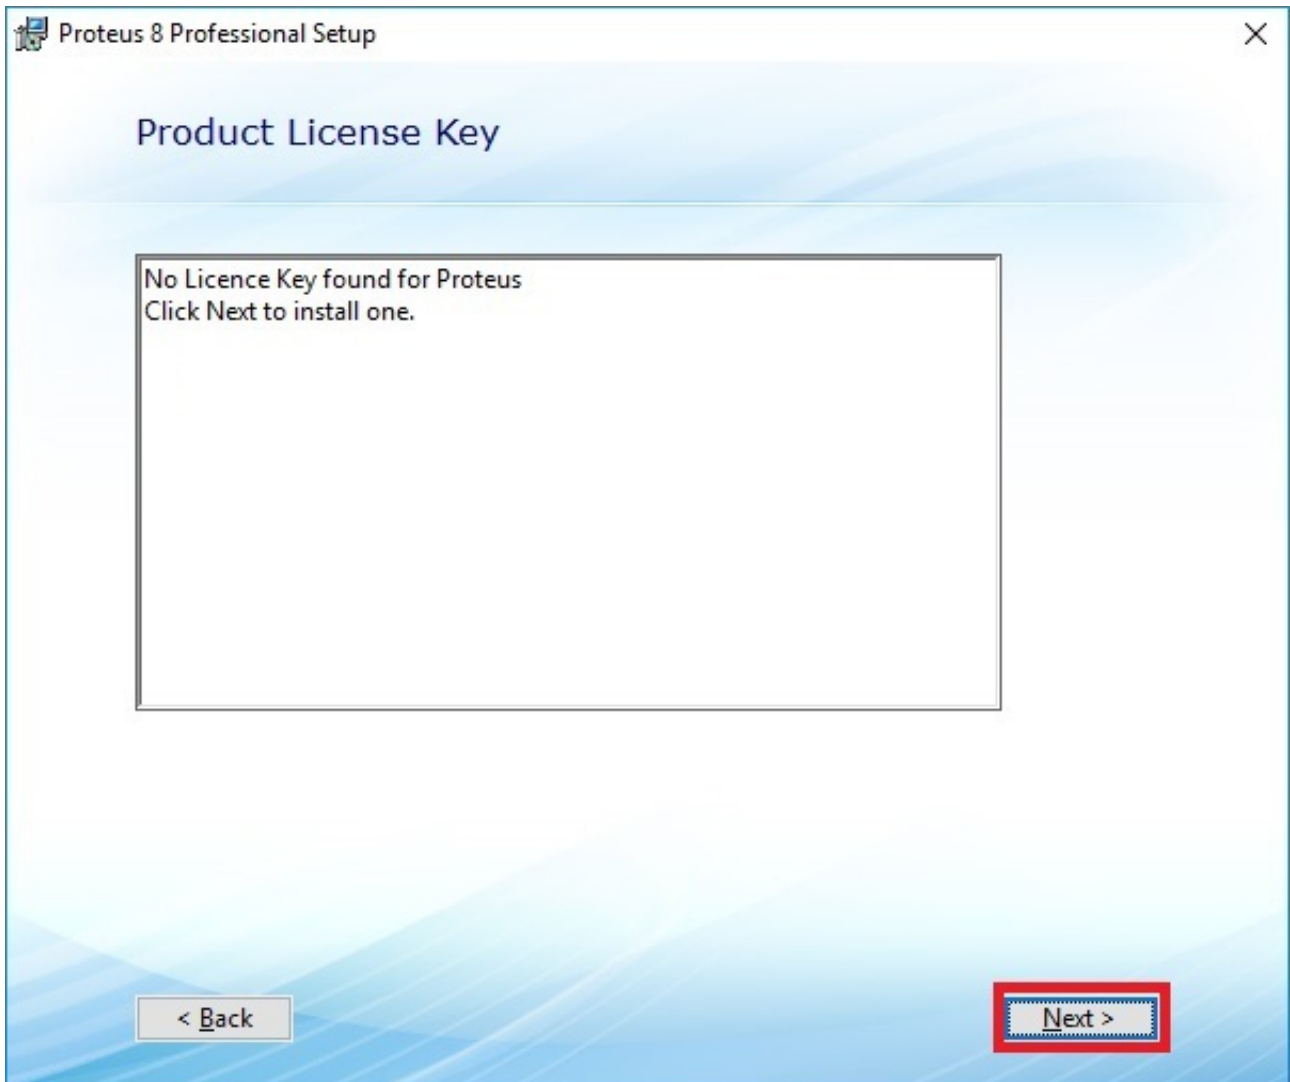 Proteus 8 Professional Setup
Product License Key
No Licence Key found for Proteus
Click Next to install one.
< Back
Next >